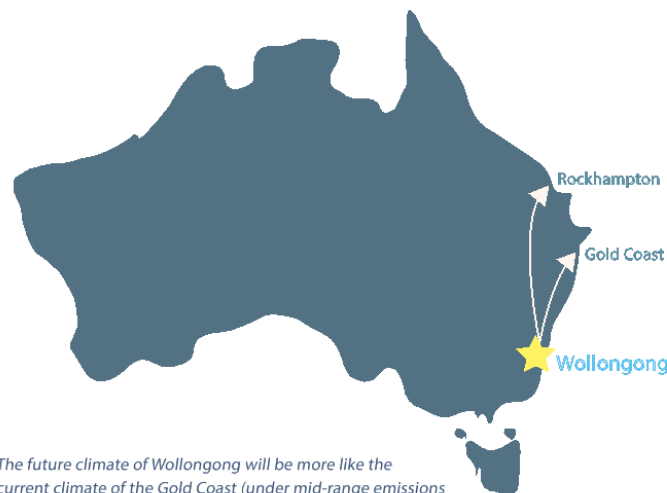 Rockhampton
Gold Coast
Wollongong
The future climate of Wollongong will be more like the
current climate of the Gold Coast (under mid-range emissions